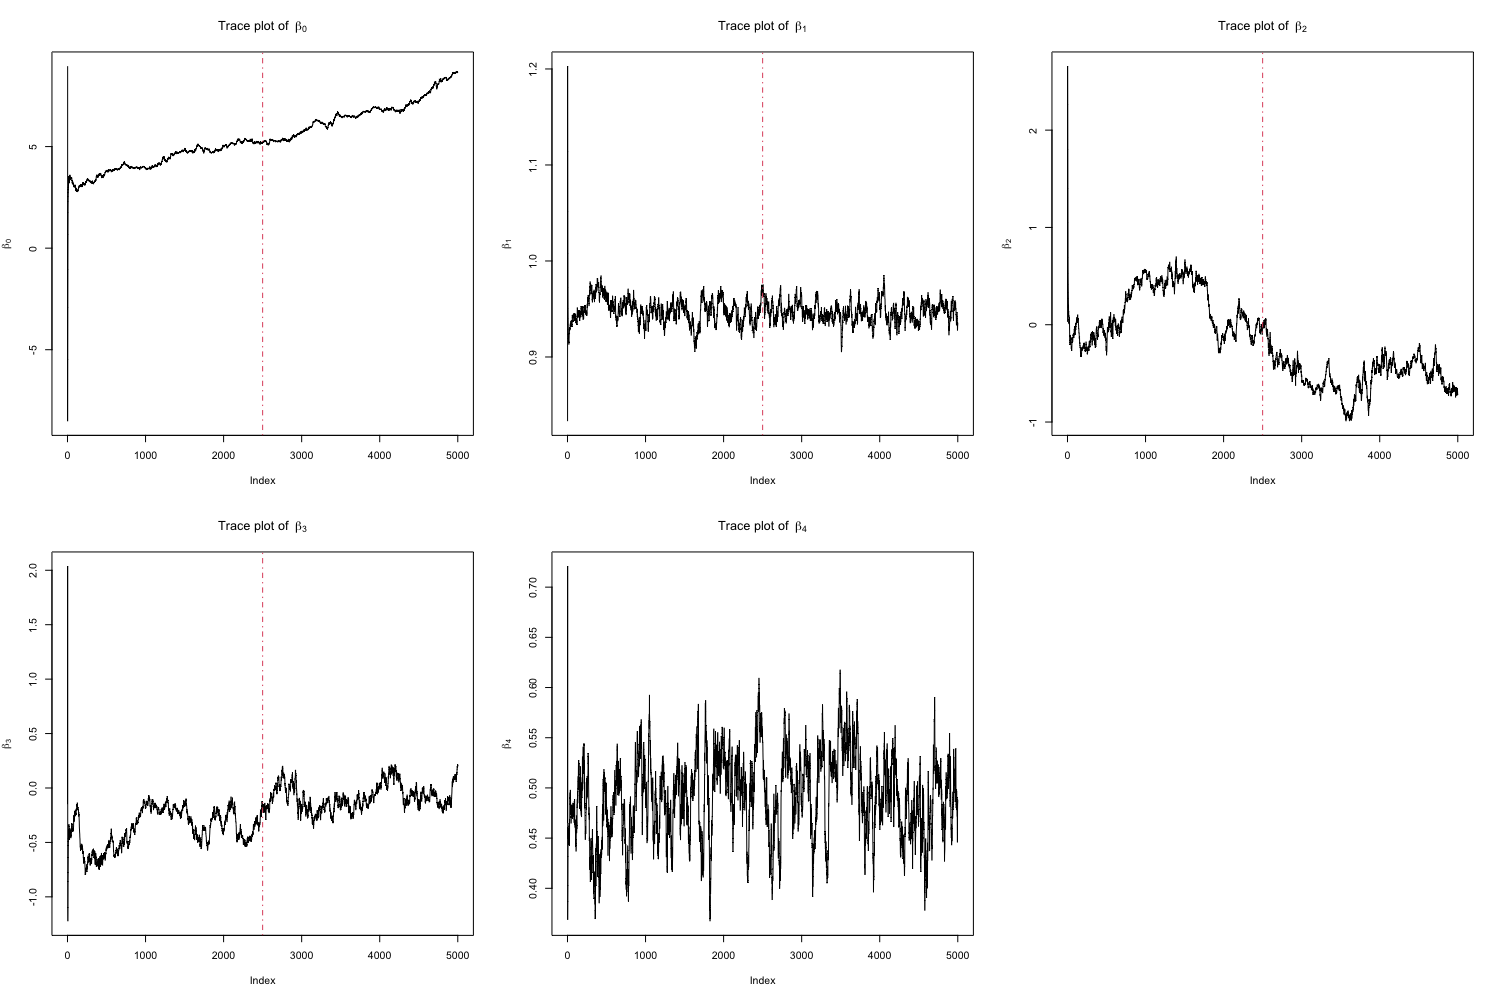 Trace plot of β0
β0
5
0
-5
0 1000 2000 3000 4000 5000
Index
Trace plot of β1
β1
1.2
1.1
1.0
0.9
0 1000 2000 3000 4000 5000
Index
Trace plot of β2
β2
2
1
0
-1
0 1000 2000 3000 4000 5000
Index
Trace plot of β3
β3
2.0
1.5
1.0
0.5
0.0
-0.5
-1.0
0 1000 2000 3000 4000 5000
Index
Trace plot of β4
β4
0.70
0.65
0.60
0.55
0.50
0.45
0.40
0 1000 2000 3000 4000 5000
Index